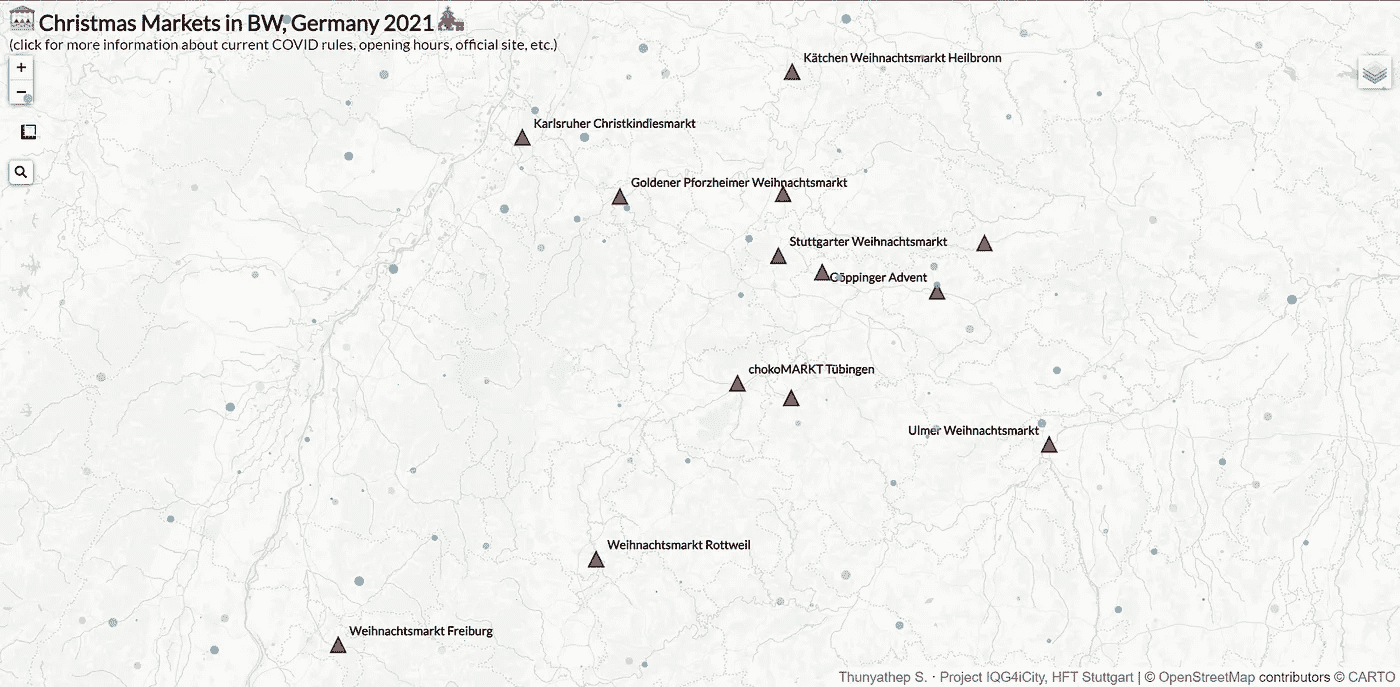 Christmas Markets in BW, Germany 2021
(click for more information about current COVID rules, opening hours, official site, etc.)
+
−
Kätchen Weihnachtsmarkt Heilbronn
Karlsruher Christkindiesmarkt
Goldener Pforzheimer Weihnachtsmarkt
Stuttgarter Weihnachtsmarkt
Göppinger Advent
chokoMARKT Tübingen
Ulmer Weihnachtsmarkt
Weihnachtsmarkt Rottweil
Weihnachtsmarkt Freiburg
Thunyathep S. · Project IQG4iCity, HFT Stuttgart | © OpenStreetMap contributors © CARTO